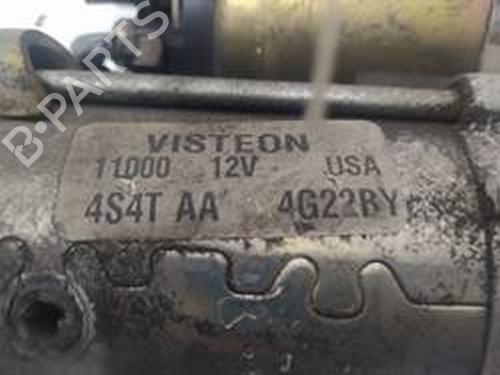 VISTEON
11000 12V USA
4S4T AA 4G22BY
B-Parts